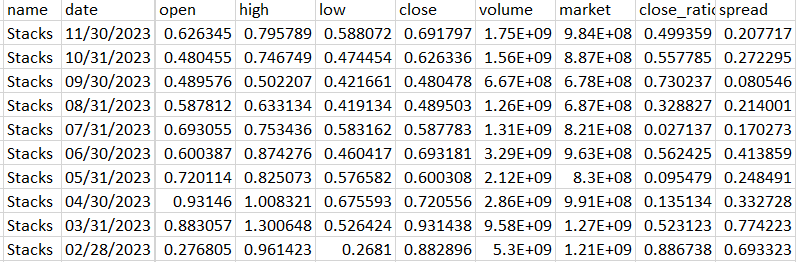 name date open high low close volume market close_ratio spread
Stacks 11/30/2023 0.626345 0.795789 0.588072 0.691797 1.75E+09 9.84E+08 0.499359 0.207717
Stacks 10/31/2023 0.480455 0.746749 0.474454 0.626336 1.56E+09 8.87E+08 0.557785 0.272295
Stacks 09/30/2023 0.489576 0.502207 0.421661 0.480478 6.67E+08 6.78E+08 0.730237 0.080546
Stacks 08/31/2023 0.587812 0.633134 0.419134 0.489503 1.26E+09 6.87E+08 0.328827 0.214001
Stacks 07/31/2023 0.693055 0.753436 0.583162 0.587783 1.31E+09 8.21E+08 0.027137 0.170273
Stacks 06/30/2023 0.600387 0.874276 0.460417 0.693181 3.29E+09 9.63E+08 0.562425 0.413859
Stacks 05/31/2023 0.720114 0.825073 0.576582 0.600308 2.12E+09 8.3E+08 0.095479 0.248491
Stacks 04/30/2023 0.93146 1.008321 0.675593 0.720556 2.86E+09 9.91E+08 0.135134 0.332728
Stacks 03/31/2023 0.883057 1.300648 0.526424 0.931438 9.58E+09 1.27E+09 0.523123 0.774223
Stacks 02/28/2023 0.276805 0.961423 0.2681 0.882896 5.3E+09 1.21E+09 0.886738 0.693323